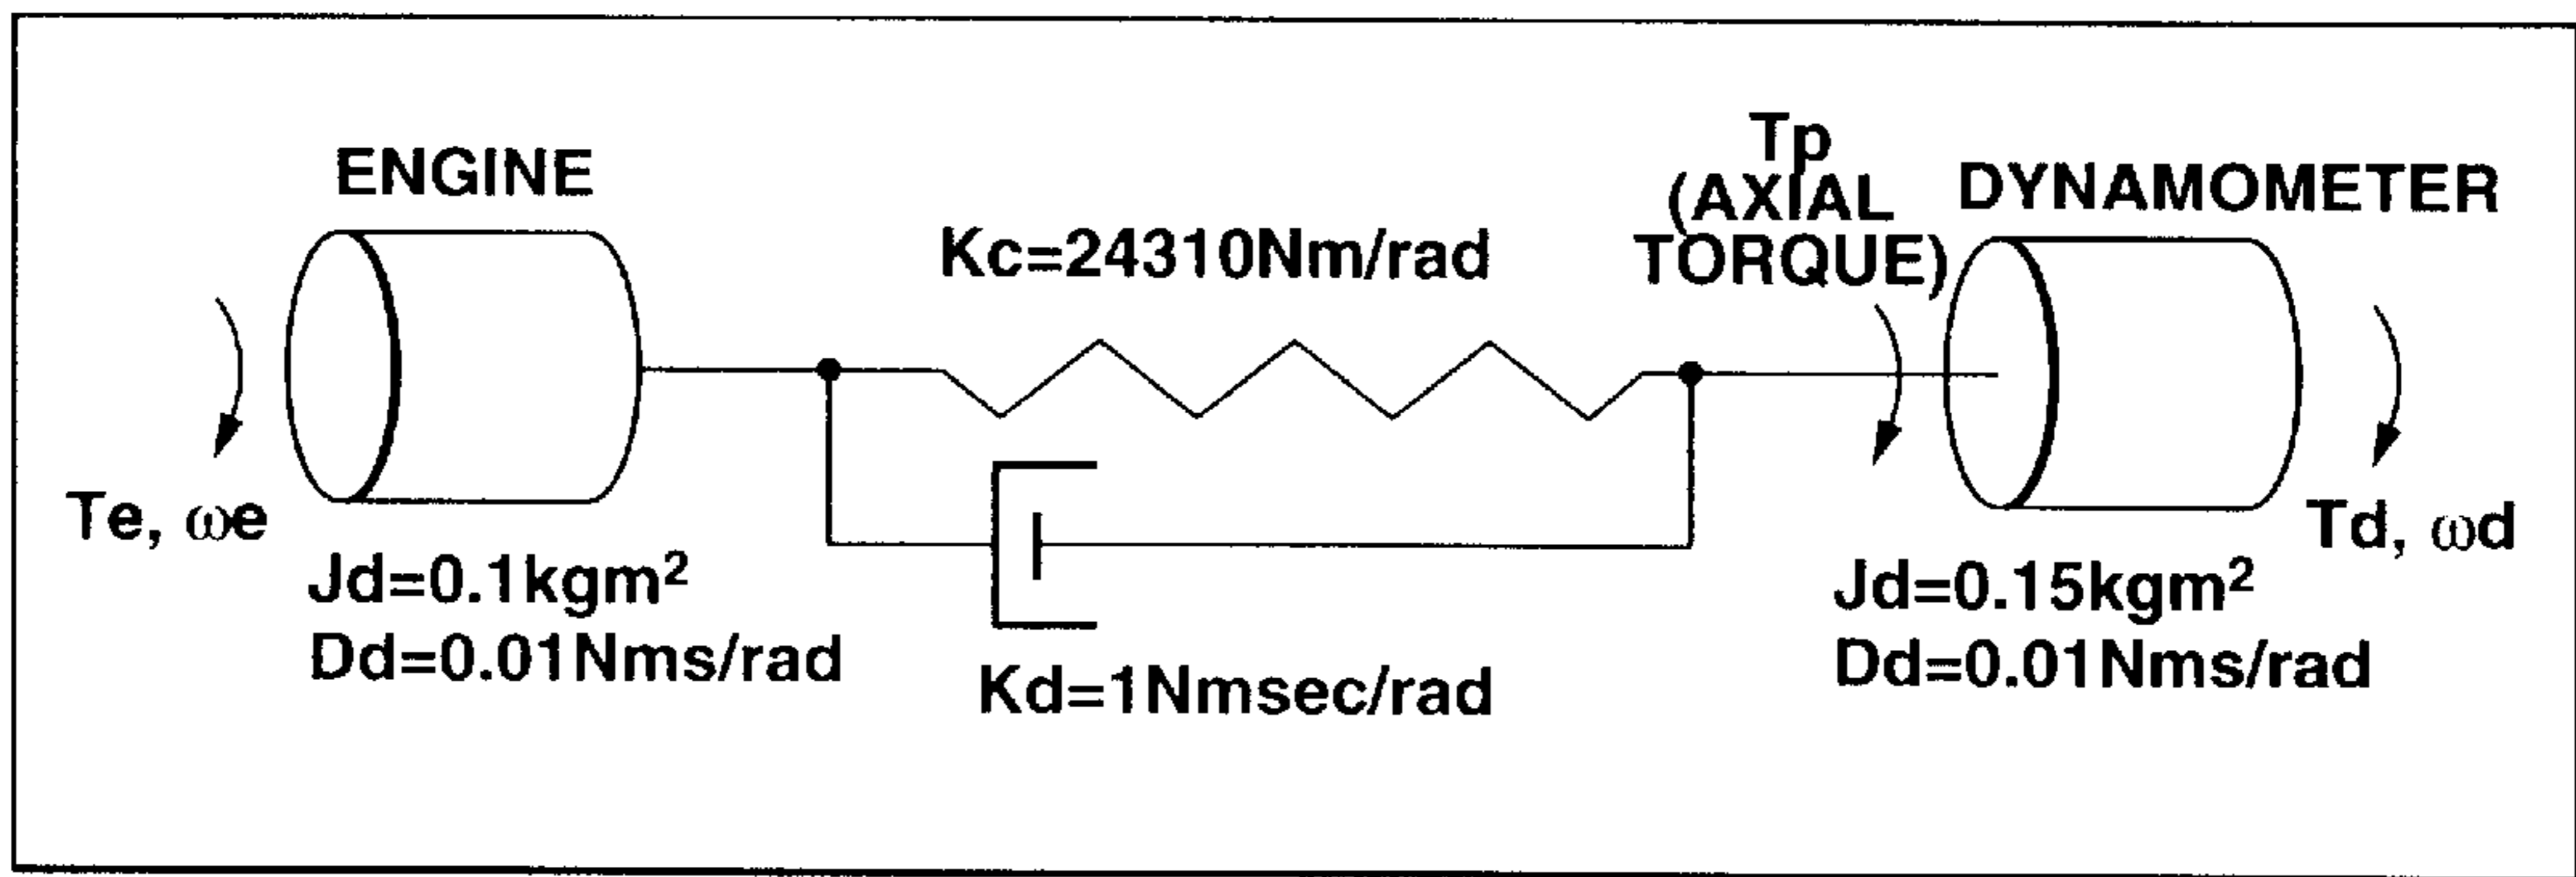 ENGINE
Te, ωe
Jd=0.1kgm²
Dd=0.01Nms/rad
Kc=24310Nm/rad
Kd=1Nmsec/rad
Tp
(AXIAL
TORQUE)
DYNAMOMETER
Td, ωd
Jd=0.15kgm²
Dd=0.01Nms/rad